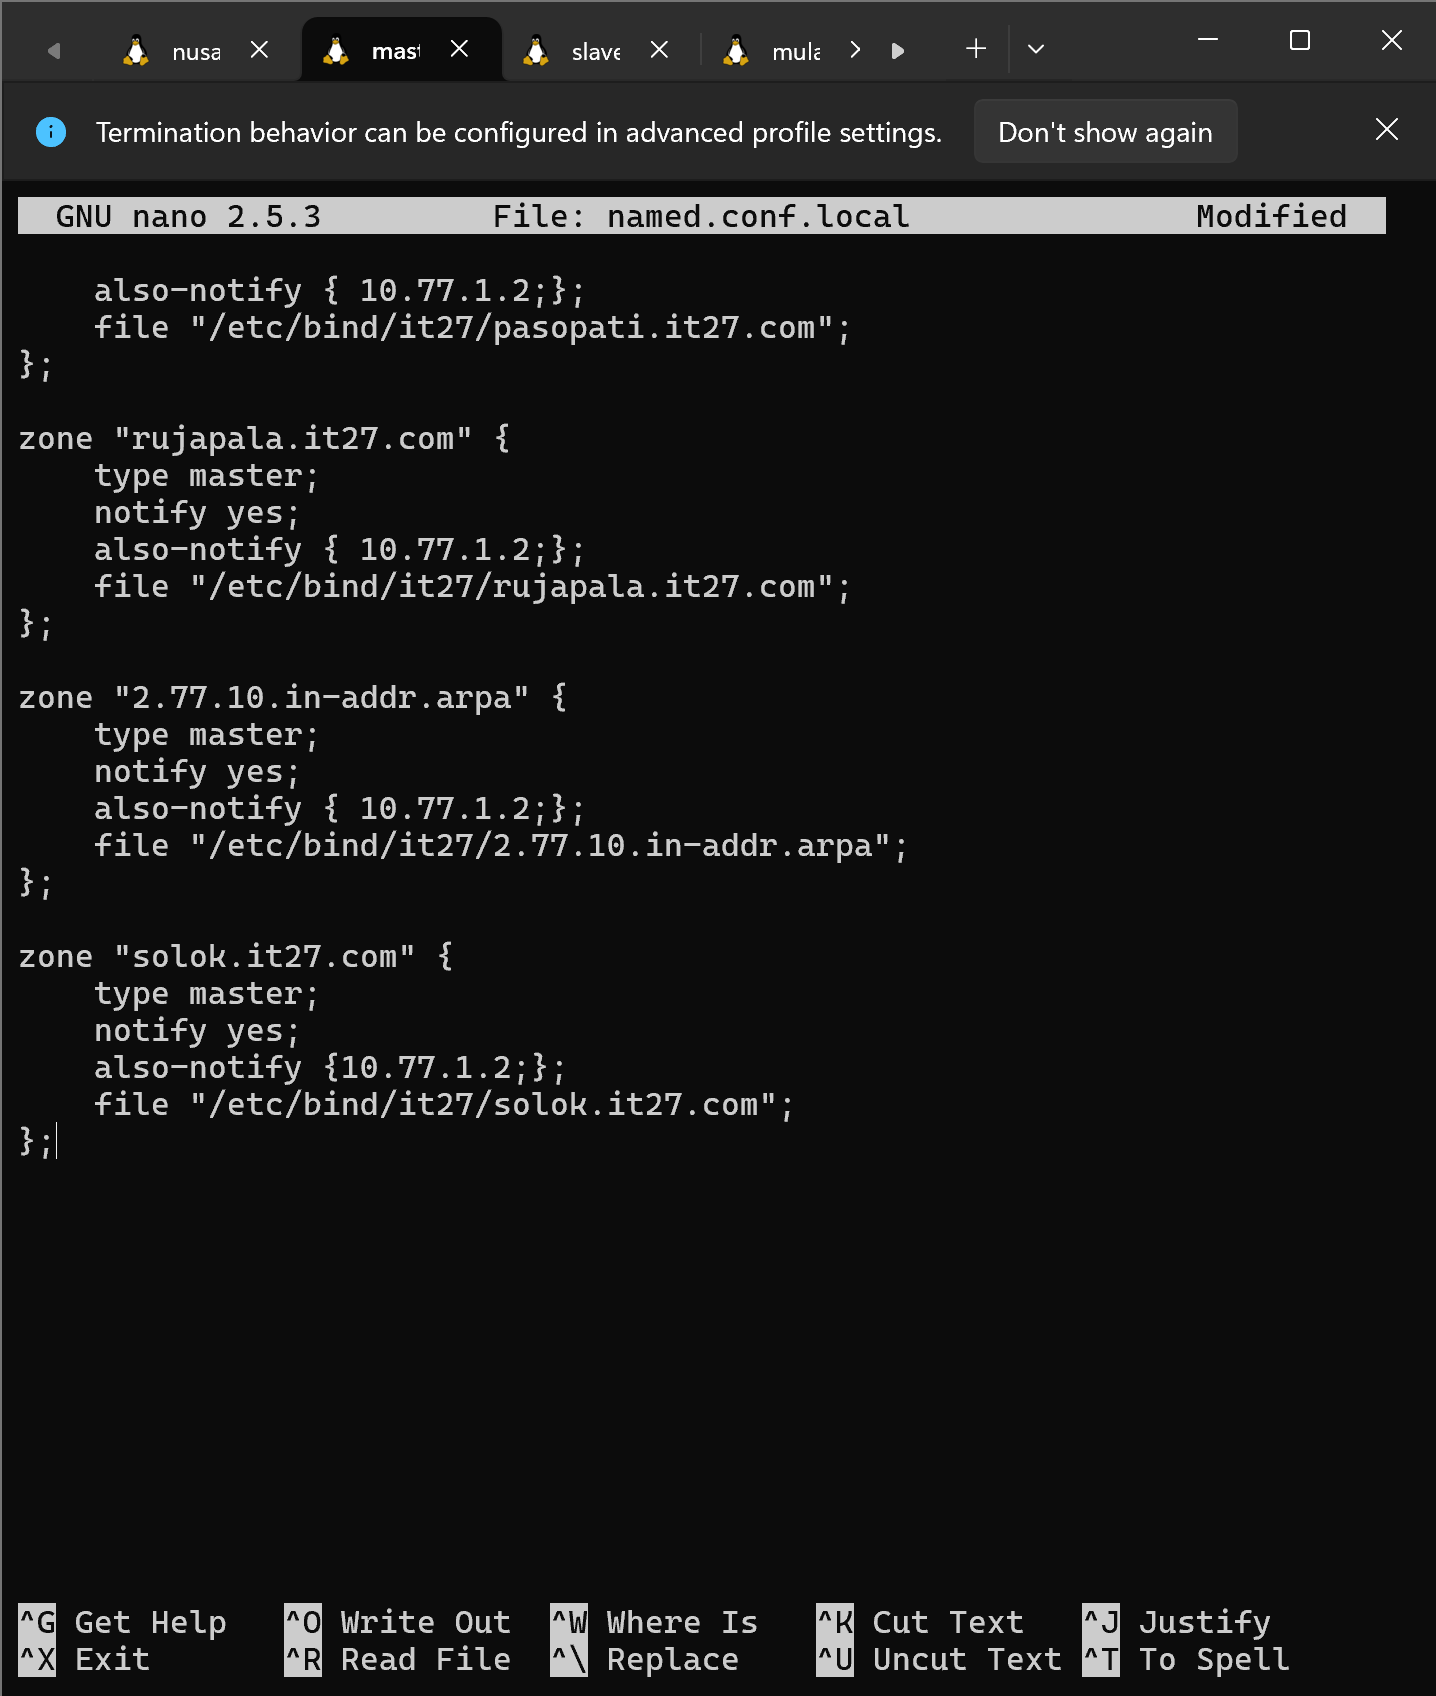 nusa
mast
slave
mula
Termination behavior can be configured in advanced profile settings.
Don't show again
GNU nano 2.5.3 File: named.conf.local Modified
also-notify { 10.77.1.2;};
file "/etc/bind/it27/pasopati.it27.com";
};
zone "rujapala.it27.com" {
type master;
notify yes;
also-notify { 10.77.1.2;};
file "/etc/bind/it27/rujapala.it27.com";
};
zone "2.77.10.in-addr.arpa" {
type master;
notify yes;
also-notify { 10.77.1.2;};
file "/etc/bind/it27/2.77.10.in-addr.arpa";
};
zone "solok.it27.com" {
type master;
notify yes;
also-notify {10.77.1.2;};
file "/etc/bind/it27/solok.it27.com";
};
^G Get Help ^O Write Out ^W Where Is ^K Cut Text ^J Justify
^X Exit ^R Read File ^\ Replace ^U Uncut Text ^T To Spell